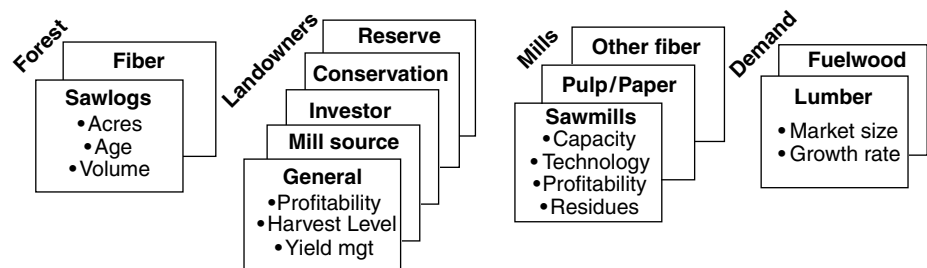 Forest
Fiber
Sawlogs
•Acres
•Age
•Volume
Landowners
Reserve
Conservation
Investor
Mill source
General
•Profitability
•Harvest Level
•Yield mgt
Mills
Other fiber
Pulp/Paper
Sawmills
•Capacity
•Technology
•Profitability
•Residues
Demand
Fuelwood
Lumber
•Market size
•Growth rate